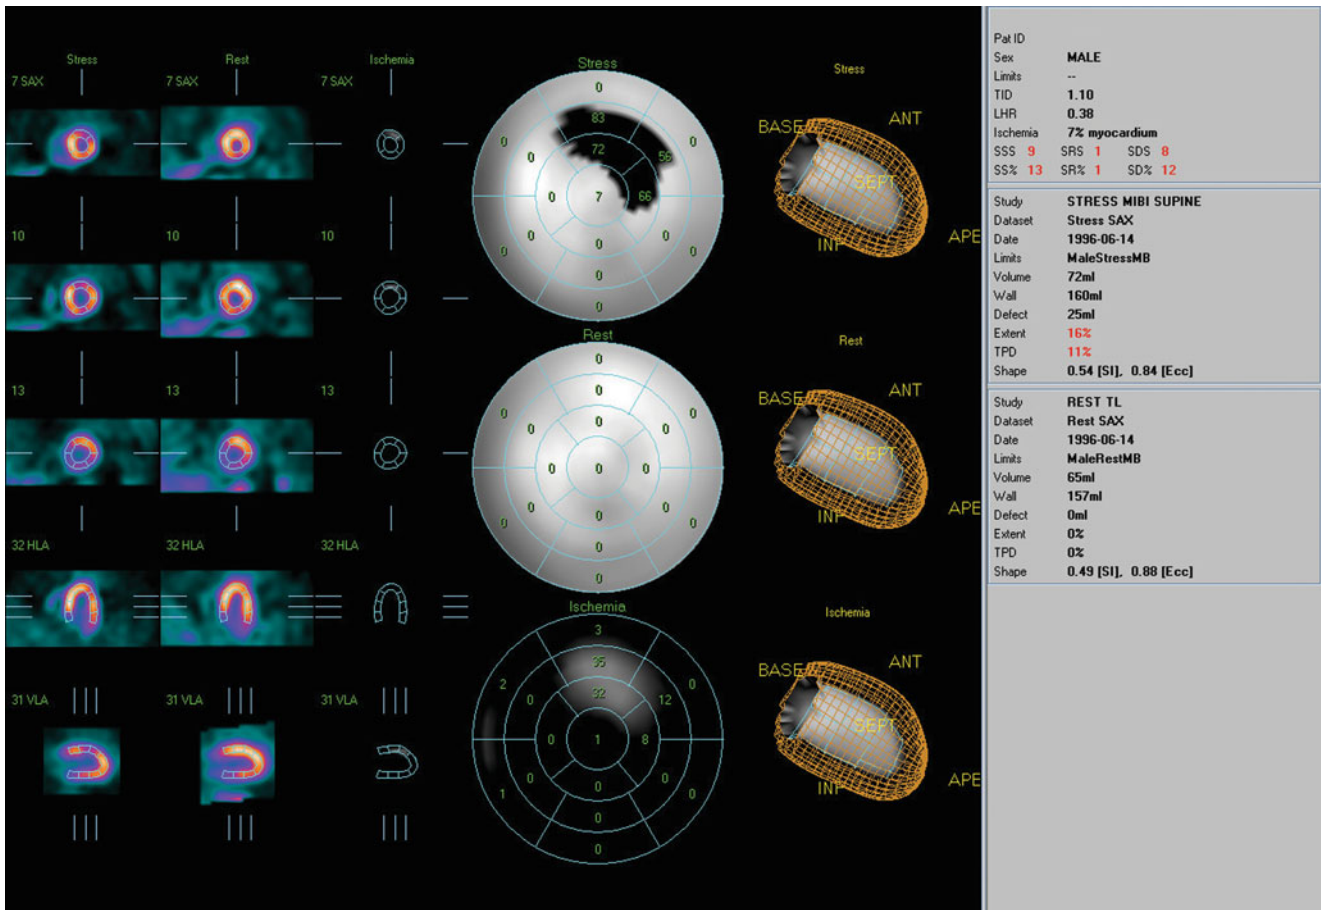 Stress Rest Ischemia
7 SAX 7 SAX 7 SAX
10 10 10
13 13 13
32 HLA 32 HLA 32 HLA
31 VLA 31 VLA 31 VLA
Stress
0
83
0 0 72 56 0
0 7 66
0 0 0 0
0
0
0
Rest
0
0
0 0 0 0 0
0 0 0
0 0 0 0
0
0
0
Ischemia
3
35
2 0 32 12 0
0 1 8
1 0 0 0 0 0
0
0
Stress
BASE
ANT
SEPT
INF
APE
Rest
BASE
ANT
SEPT
INF
APE
Ischemia
BASE
ANT
SEPT
INF
APE
Pat ID
Sex MALE
Limits --
TID 1.10
LHR 0.38
Ischemia 7% myocardium
SSS 9 SRS 1 SDS 8
SS% 13 SR% 1 SD% 12
Study STRESS MIBI SUPINE
Dataset Stress SAX
Date 1996-06-14
Limits MaleStressMB
Volume 72ml
Wall 160ml
Defect 25ml
Extent 16%
TPD 11%
Shape 0.54 [SI], 0.84 [Ecc]
Study REST TL
Dataset Rest SAX
Date 1996-06-14
Limits MaleRestMB
Volume 65ml
Wall 157ml
Defect 0ml
Extent 0%
TPD 0%
Shape 0.49 [SI], 0.88 [Ecc]